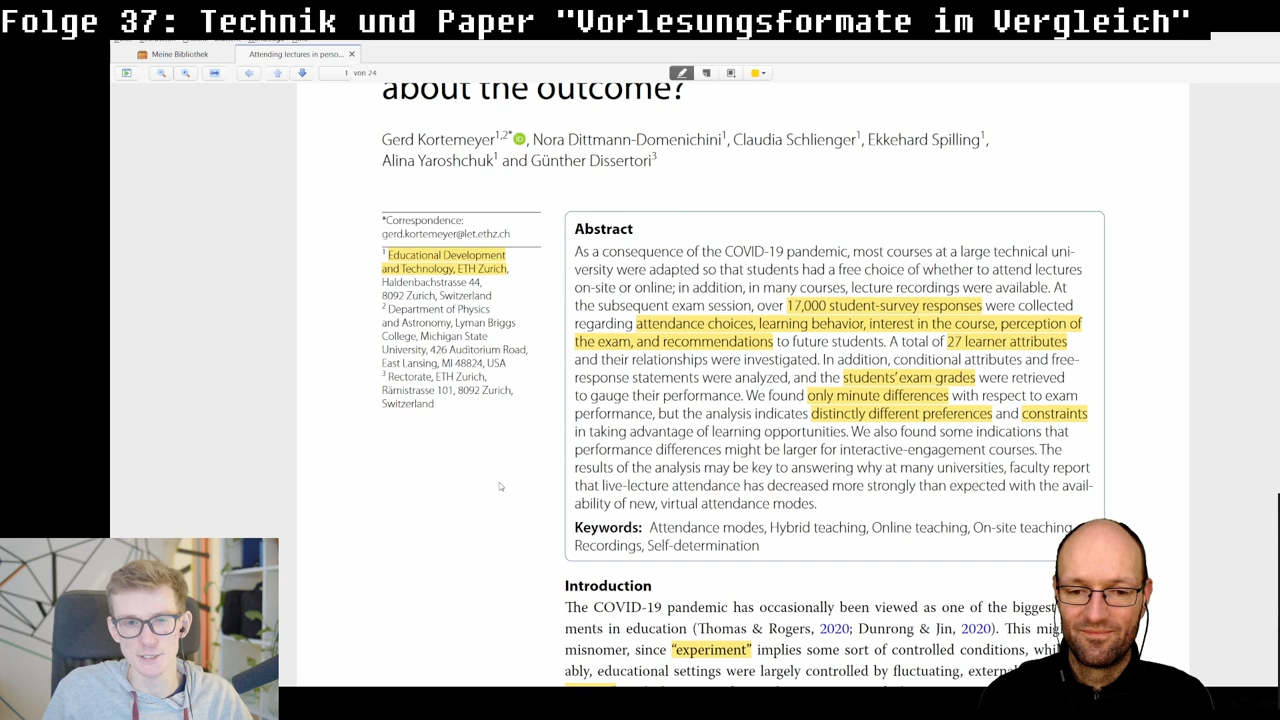 Folge 37: Technik und Paper "Vorlesungsformate im Vergleich"
Meine Bibliothek
Attending lectures in perso...
1 von 24
about the outcome?
Gerd Kortemeyer1,2*, Nora Dittmann-Domenichini1, Claudia Schlienger1, Ekkehard Spilling1,
Alina Yaroshchuk1 and Günther Dissertori3
*Correspondence:
gerd.kortemeyer@let.ethz.ch
1 Educational Development
and Technology, ETH Zurich,
Haldenbachstrasse 44,
8092 Zurich, Switzerland
2 Department of Physics
and Astronomy, Lyman Briggs
College, Michigan State
University, 426 Auditorium Road,
East Lansing, MI 48824, USA
3 Rectorate, ETH Zurich,
Rämistrasse 101, 8092 Zurich,
Switzerland
Abstract
As a consequence of the COVID-19 pandemic, most courses at a large technical uni-
versity were adapted so that students had a free choice of whether to attend lectures
on-site or online; in addition, in many courses, lecture recordings were available. At
the subsequent exam session, over 17,000 student-survey responses were collected
regarding attendance choices, learning behavior, interest in the course, perception of
the exam, and recommendations to future students. A total of 27 learner attributes
and their relationships were investigated. In addition, conditional attributes and free-
response statements were analyzed, and the students' exam grades were retrieved
to gauge their performance. We found only minute differences with respect to exam
performance, but the analysis indicates distinctly different preferences and constraints
in taking advantage of learning opportunities. We also found some indications that
performance differences might be larger for interactive-engagement courses. The
results of the analysis may be key to answering why at many universities, faculty report
that live-lecture attendance has decreased more strongly than expected with the avail-
ability of new, virtual attendance modes.
Keywords: Attendance modes, Hybrid teaching, Online teaching, On-site teaching
Recordings, Self-determination
Introduction
The COVID-19 pandemic has occasionally been viewed as one of the biggest
ments in education (Thomas & Rogers, 2020; Dunrong & Jin, 2020). This mig
misnomer, since "experiment" implies some sort of controlled conditions, whi
ably, educational settings were largely controlled by fluctuating, extern